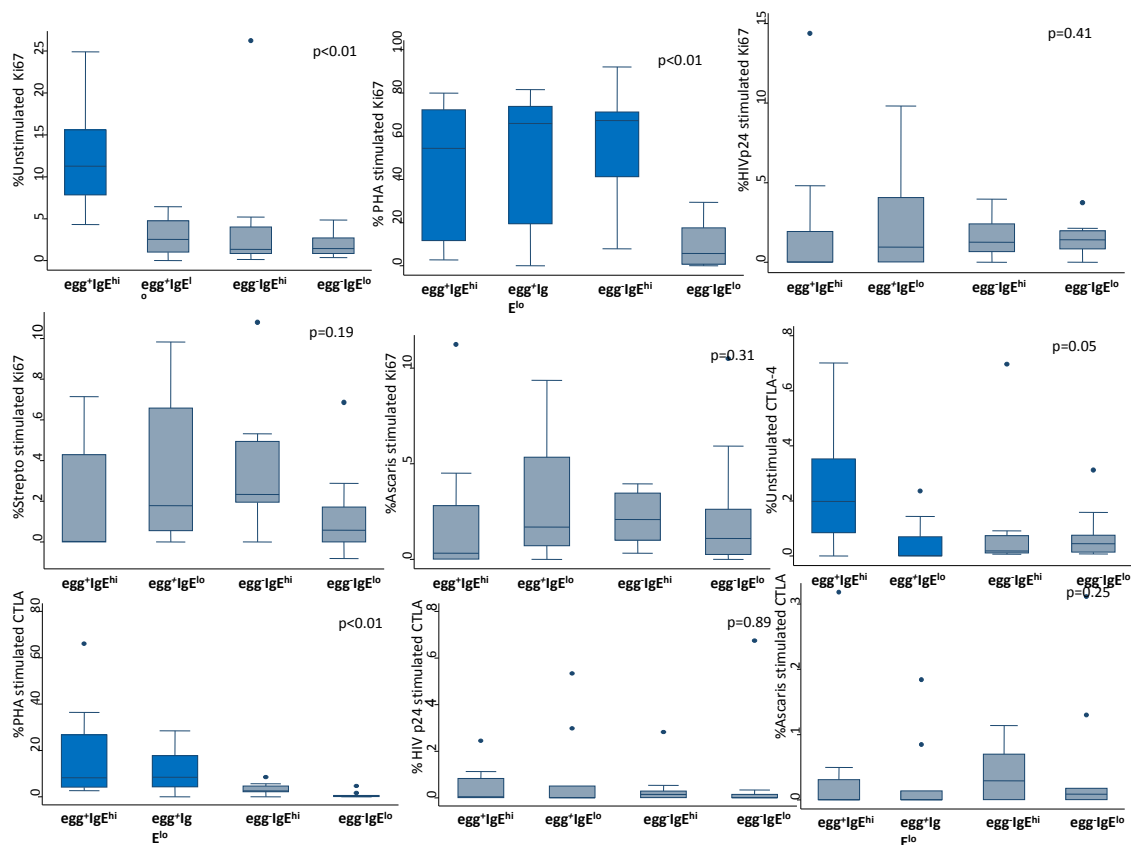 %Unstimulated Ki67
25
20
15
10
5
0
p<0.01
egg⁺IgEʰⁱ
egg⁺IgEˡ
ᵒ
egg⁻IgEʰⁱ
egg⁻IgEˡᵒ
% PHA stimulated Ki67
100
80
60
40
20
.0
p<0.01
egg⁺IgEʰⁱ
egg⁺Ig
Eˡᵒ
egg⁻IgEʰⁱ
egg⁻IgEˡᵒ
%HIVp24 stimulated Ki67
15
15
5
.0
p=0.41
egg⁺IgEʰⁱ
egg⁺IgEˡᵒ
egg⁻IgEʰⁱ
egg⁻IgEˡᵒ
%Strepto stimulated Ki67
10
.8
.6
.4
.2
.0
p=0.19
egg⁺IgEʰⁱ
egg⁺IgEˡᵒ
egg⁻IgEʰⁱ
egg⁻IgEˡᵒ
%Ascaris stimulated Ki67
10
.5
.0
p=0.31
egg⁺IgEʰⁱ
egg⁺IgEˡᵒ
egg⁻IgEʰⁱ
egg⁻IgEˡᵒ
%Unstimulated CTLA-4
.8
.6
.4
.2
.0
p=0.05
egg⁺IgEʰⁱ
egg⁺IgEˡᵒ
egg⁻IgEʰⁱ
egg⁻IgEˡᵒ
%PHA stimulated CTLA
80
60
40
20
.0
p<0.01
egg⁺IgEʰⁱ
egg⁺Ig
Eˡᵒ
egg⁻IgEʰⁱ
egg⁻IgEˡᵒ
% HIV p24 stimulated CTLA
.8
.6
.4
.2
.0
p=0.89
egg⁺IgEʰⁱ
egg⁺IgEˡᵒ
egg⁻IgEʰⁱ
egg⁻IgEˡᵒ
%Ascaris stimulated CTLA
.3
.2
.1
.0
p=0.25
egg⁺IgEʰⁱ
egg⁺Ig
Eˡᵒ
egg⁻IgEʰⁱ
egg⁻IgEˡᵒ